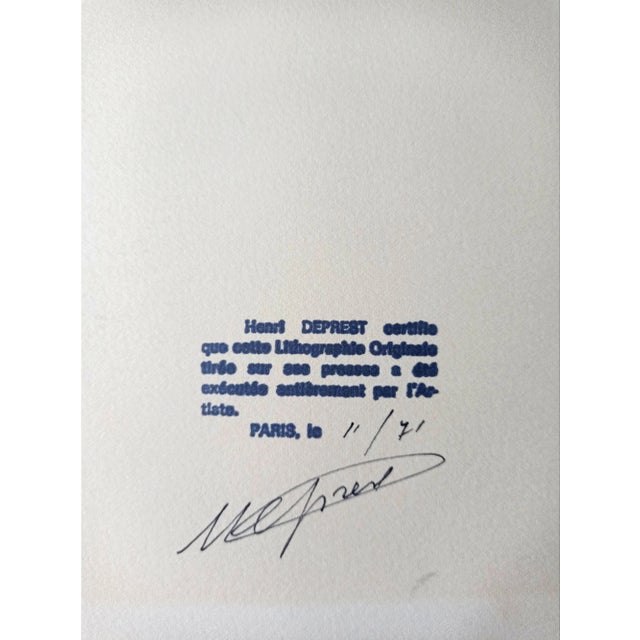 Henri DEPREST certifie
que cette Lithographie Originale
tirée sur ses presses a été
exécutée entièrement par l'Ar-
tiste.
PARIS, le 11/71